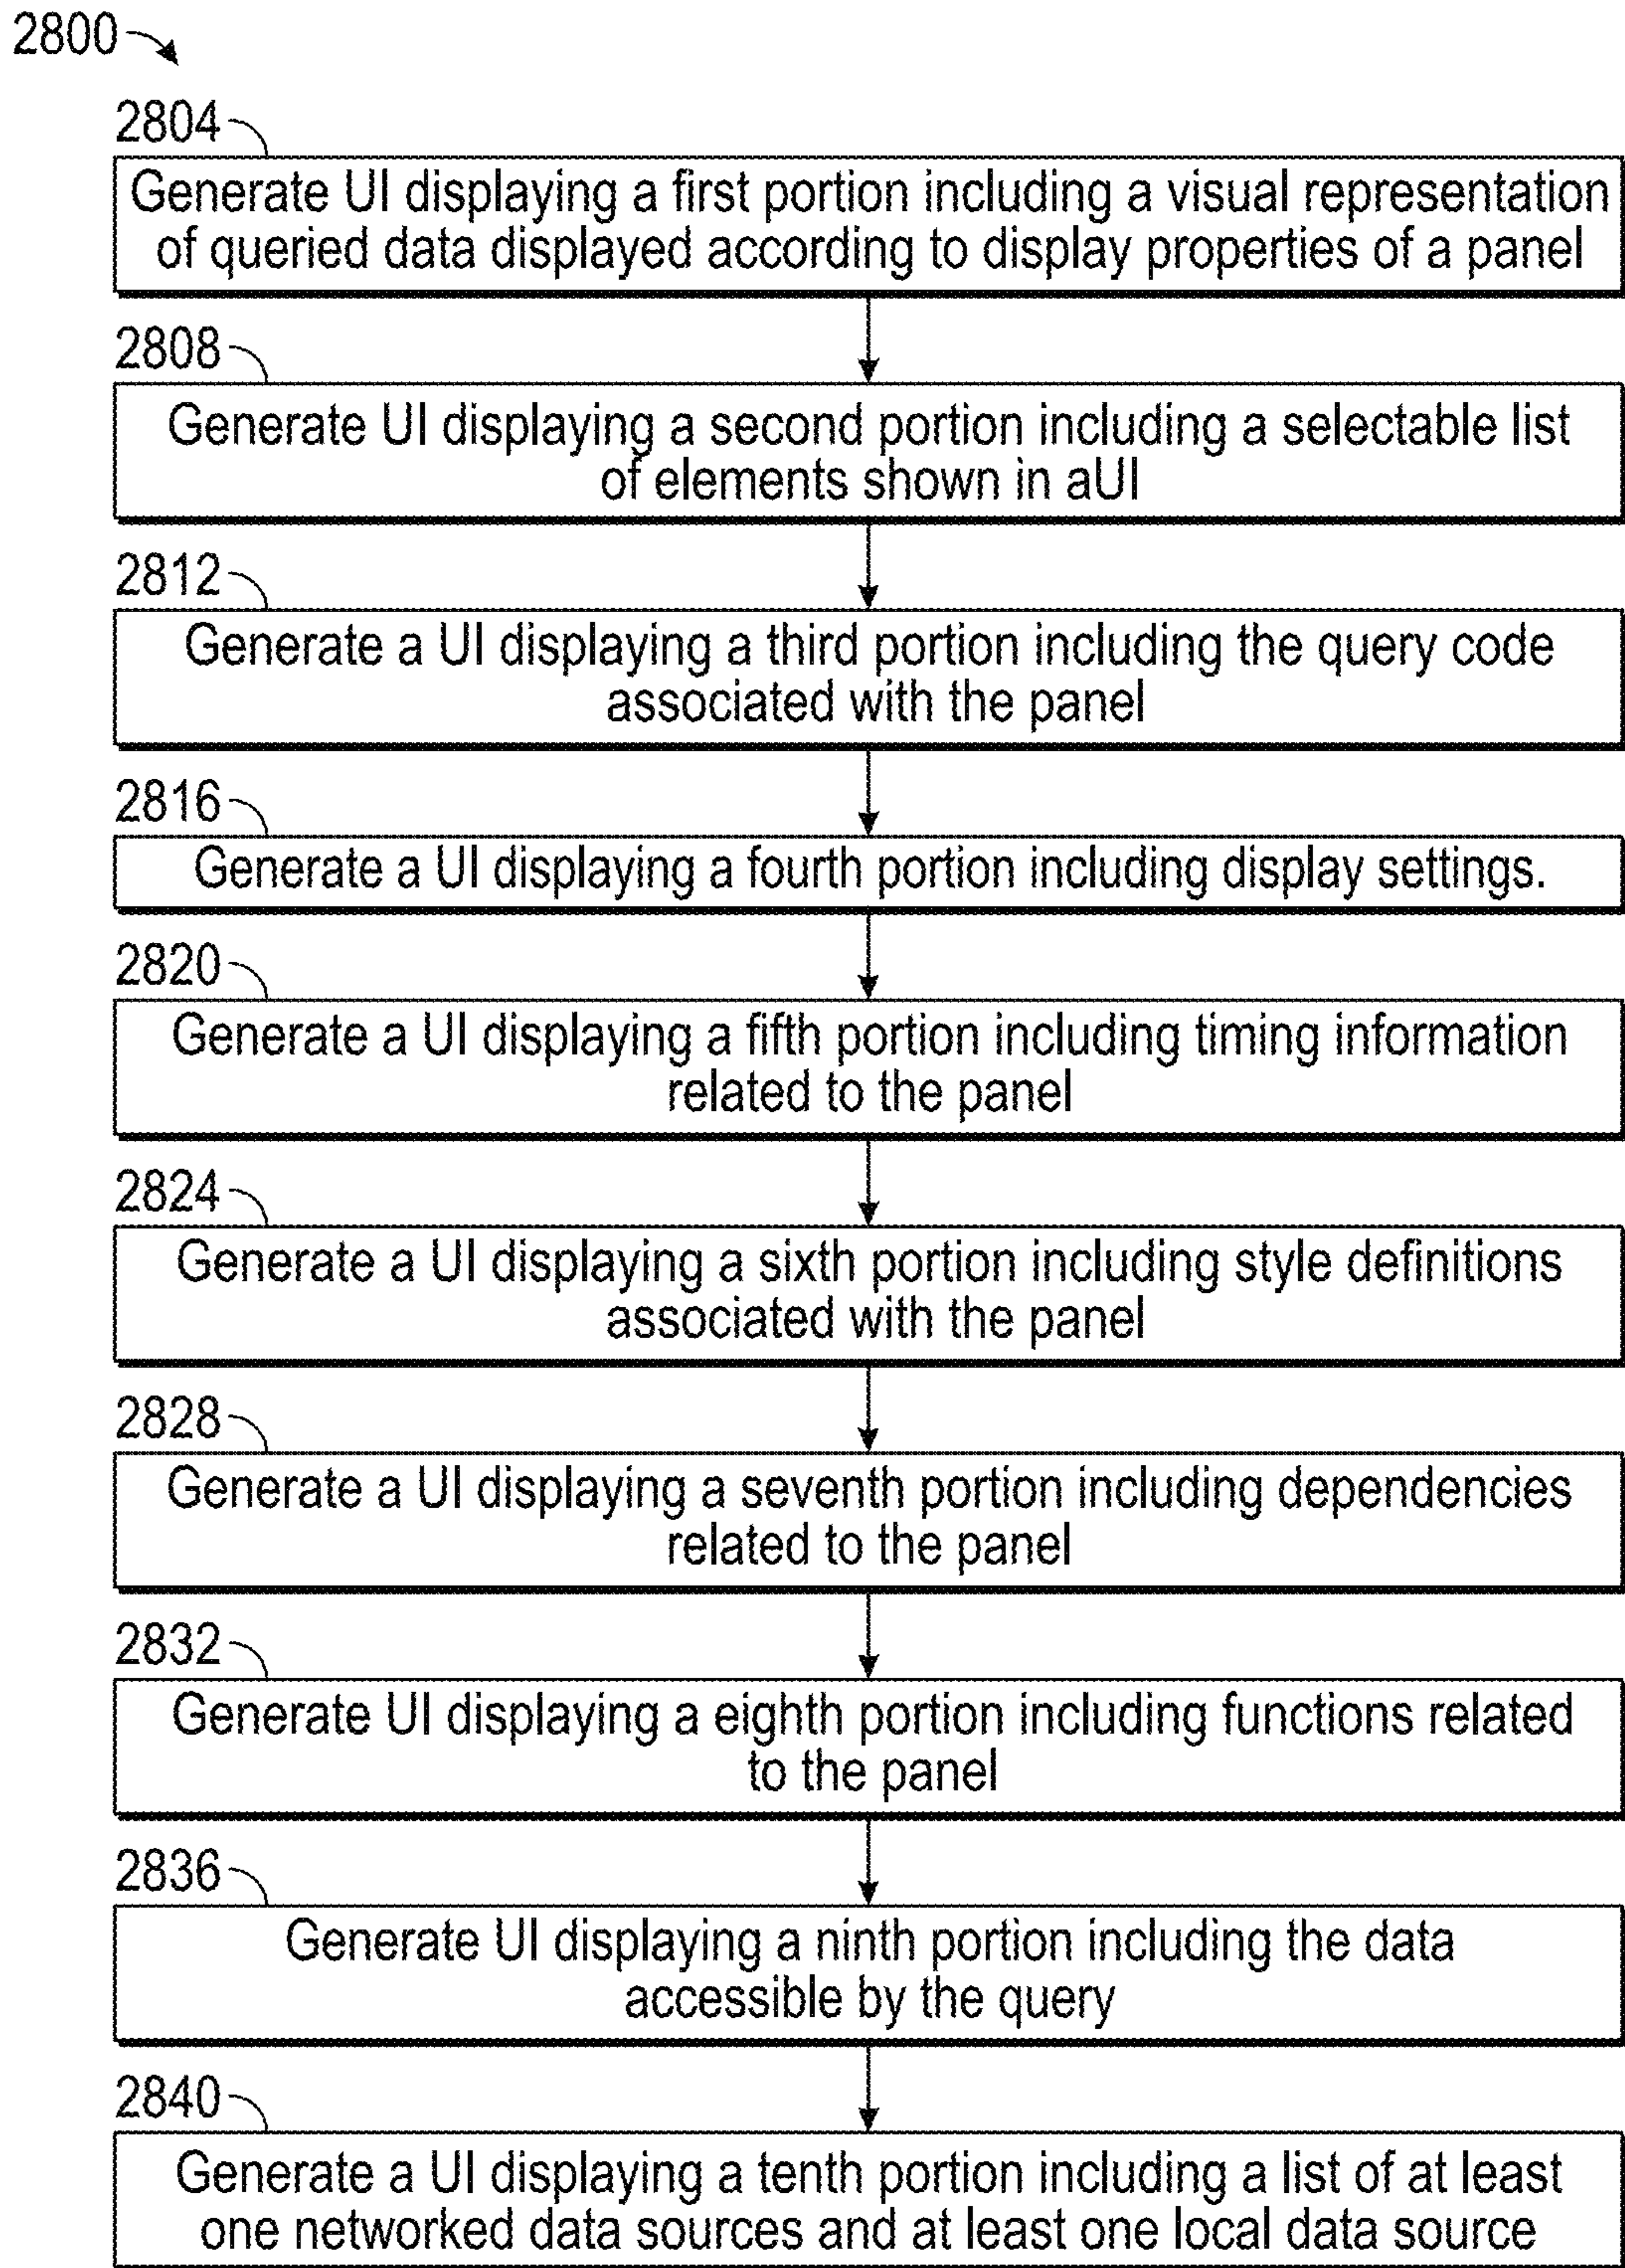 2800
2804
Generate UI displaying a first portion including a visual representation
of queried data displayed according to display properties of a panel
2808
Generate UI displaying a second portion including a selectable list
of elements shown in aUI
2812
Generate a UI displaying a third portion including the query code
associated with the panel
2816
Generate a UI displaying a fourth portion including display settings.
2820
Generate a UI displaying a fifth portion including timing information
related to the panel
2824
Generate a UI displaying a sixth portion including style definitions
associated with the panel
2828
Generate a UI displaying a seventh portion including dependencies
related to the panel
2832
Generate UI displaying a eighth portion including functions related
to the panel
2836
Generate UI displaying a ninth portion including the data
accessible by the query
2840
Generate a UI displaying a tenth portion including a list of at least
one networked data sources and at least one local data source